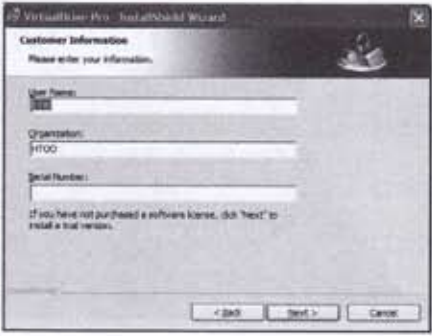 VirtualDrive Pro - InstallShield Wizard
Customer Information
Please enter your information.
User Name:
Organization:
HTOO
Serial Number:
If you have not purchased a software license, click "Next" to
install a trial version.
< Back
Next >
Cancel